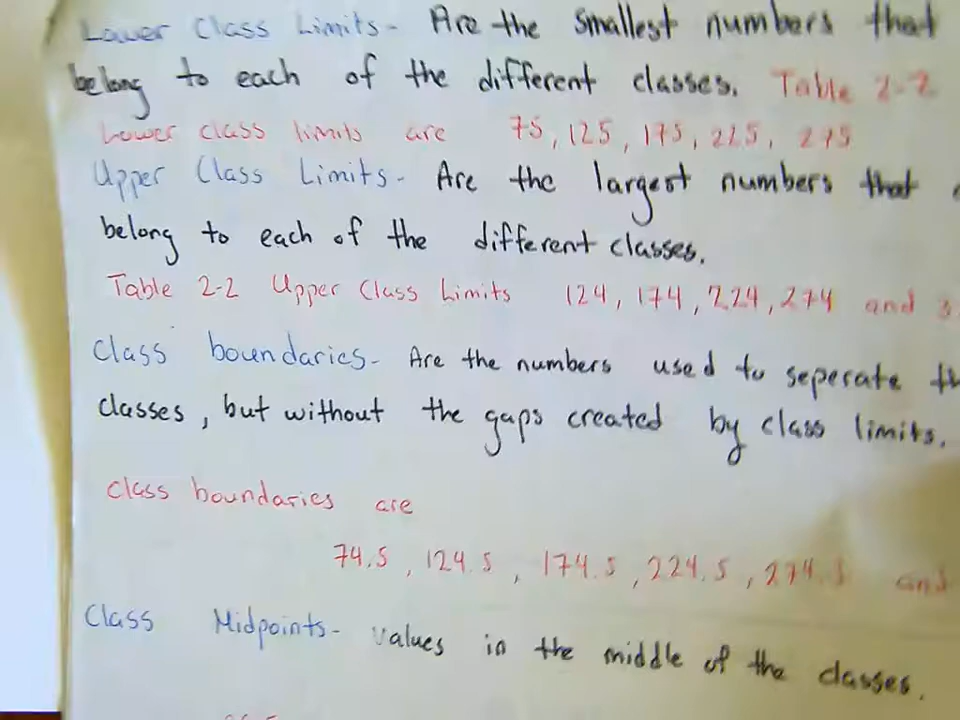 Lower Class Limits- Are the smallest numbers that
belong to each of the different classes. Table 2-2
Lower class limits are 75, 125, 175, 225, 275
Upper Class Limits- Are the largest numbers that
belong to each of the different classes.
Table 2-2 Upper Class Limits 124, 174, 224, 274 and 3
Class boundaries- Are the numbers used to seperate th
classes, but without the gaps created by class limits.
Class boundaries are
74.5, 124.5, 174.5, 224.5, 274.5 and
Class Midpoints- values in the middle of the classes.